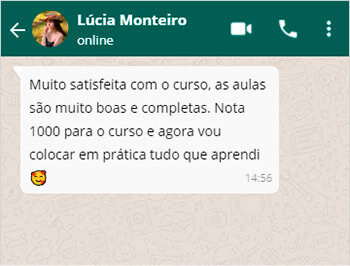 Lúcia Monteiro
online
Muito satisfeita com o curso, as aulas
são muito boas e completas. Nota
1000 para o curso e agora vou
colocar em prática tudo que aprendi
🥰
14:56